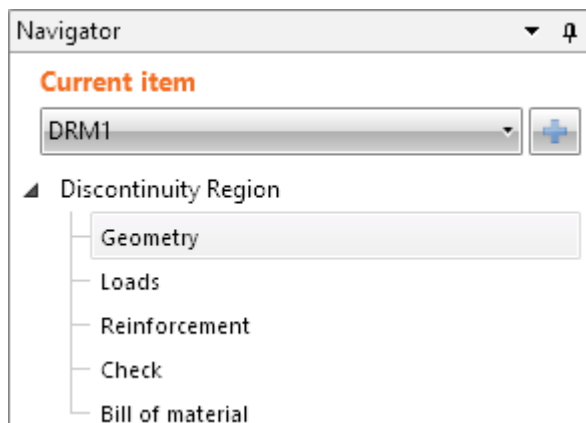 Navigator
Current item
DRM1
Discontinuity Region
Geometry
Loads
Reinforcement
Check
Bill of material